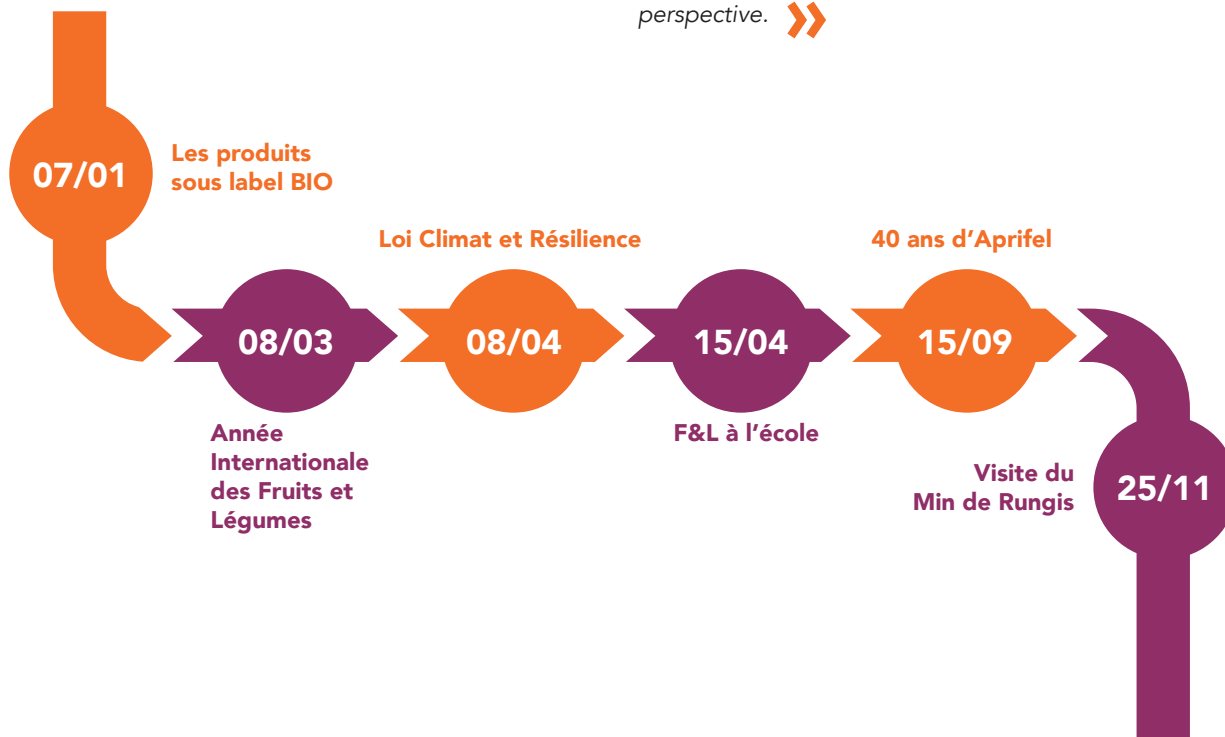 perspective.
07/01
Les produits
sous label BIO
Loi Climat et Résilience
40 ans d’Aprifel
08/03
08/04
15/04
15/09
Année
Internationale
des Fruits et
Légumes
F&L à l’école
Visite du
Min de Rungis
25/11